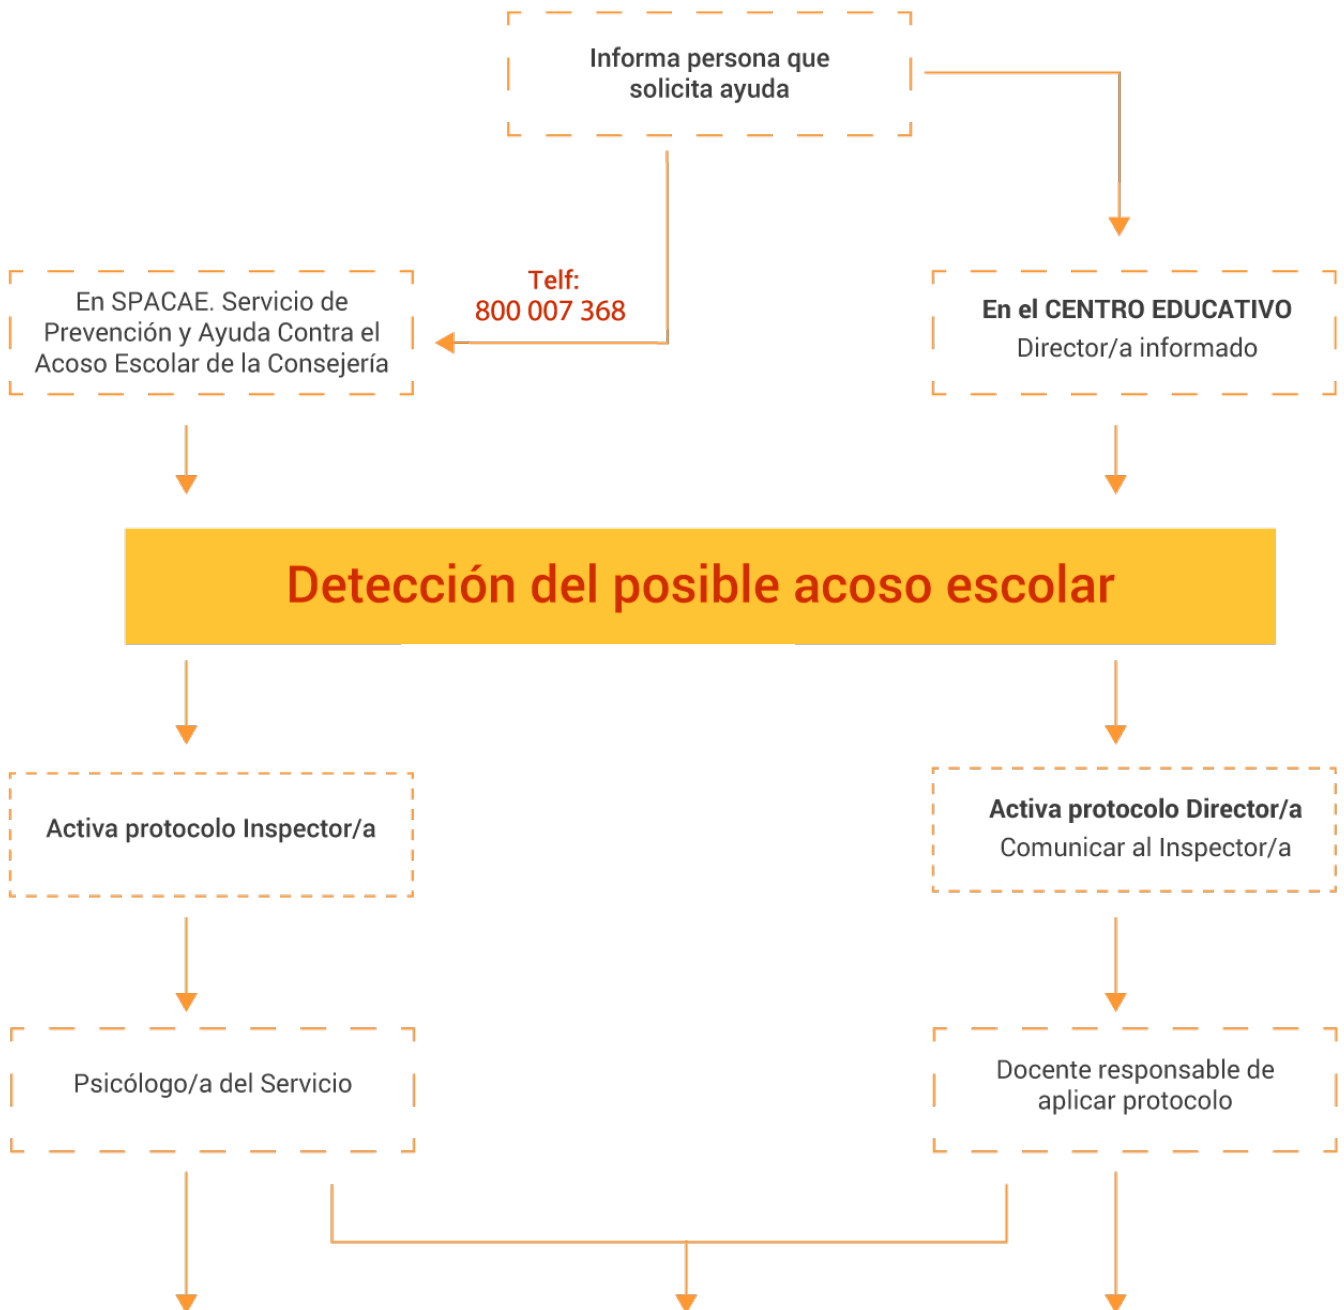 Informa persona que
solicita ayuda
Telf:
800 007 368
En SPACAE. Servicio de
Prevención y Ayuda Contra el
Acoso Escolar de la Consejería
En el CENTRO EDUCATIVO
Director/a informado
Detección del posible acoso escolar
Activa protocolo Inspector/a
Activa protocolo Director/a
Comunicar al Inspector/a
Psicólogo/a del Servicio
Docente responsable de
aplicar protocolo